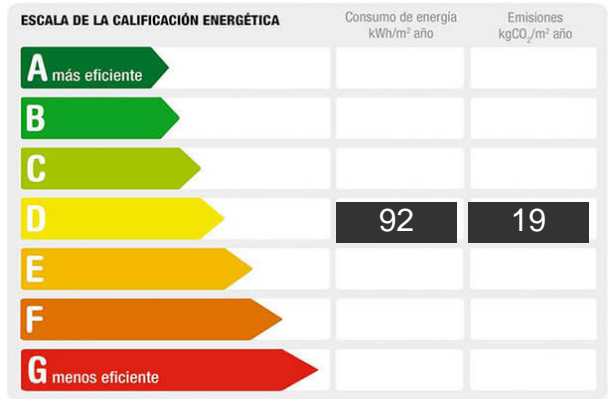 ESCALA DE LA CALIFICACIÓN ENERGÉTICA
Consumo de energía
kWh/m² año
Emisiones
kgCO₂/m² año
A más eficiente
B
C
D 92 19
E
F
G menos eficiente